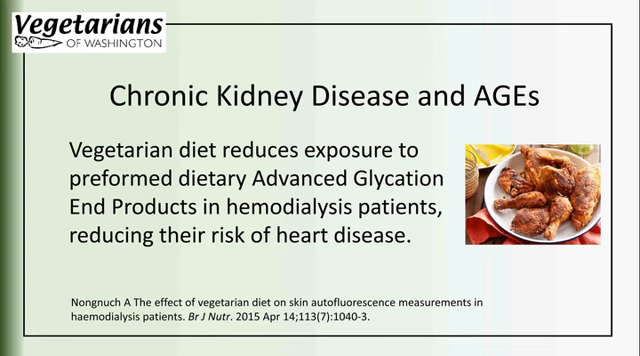 Vegetarians
OF WASHINGTON
Chronic Kidney Disease and AGEs
Vegetarian diet reduces exposure to
preformed dietary Advanced Glycation
End Products in hemodialysis patients,
reducing their risk of heart disease.
Nongnuch A The effect of vegetarian diet on skin autofluorescence measurements in
haemodialysis patients. Br J Nutr. 2015 Apr 14;113(7):1040-3.